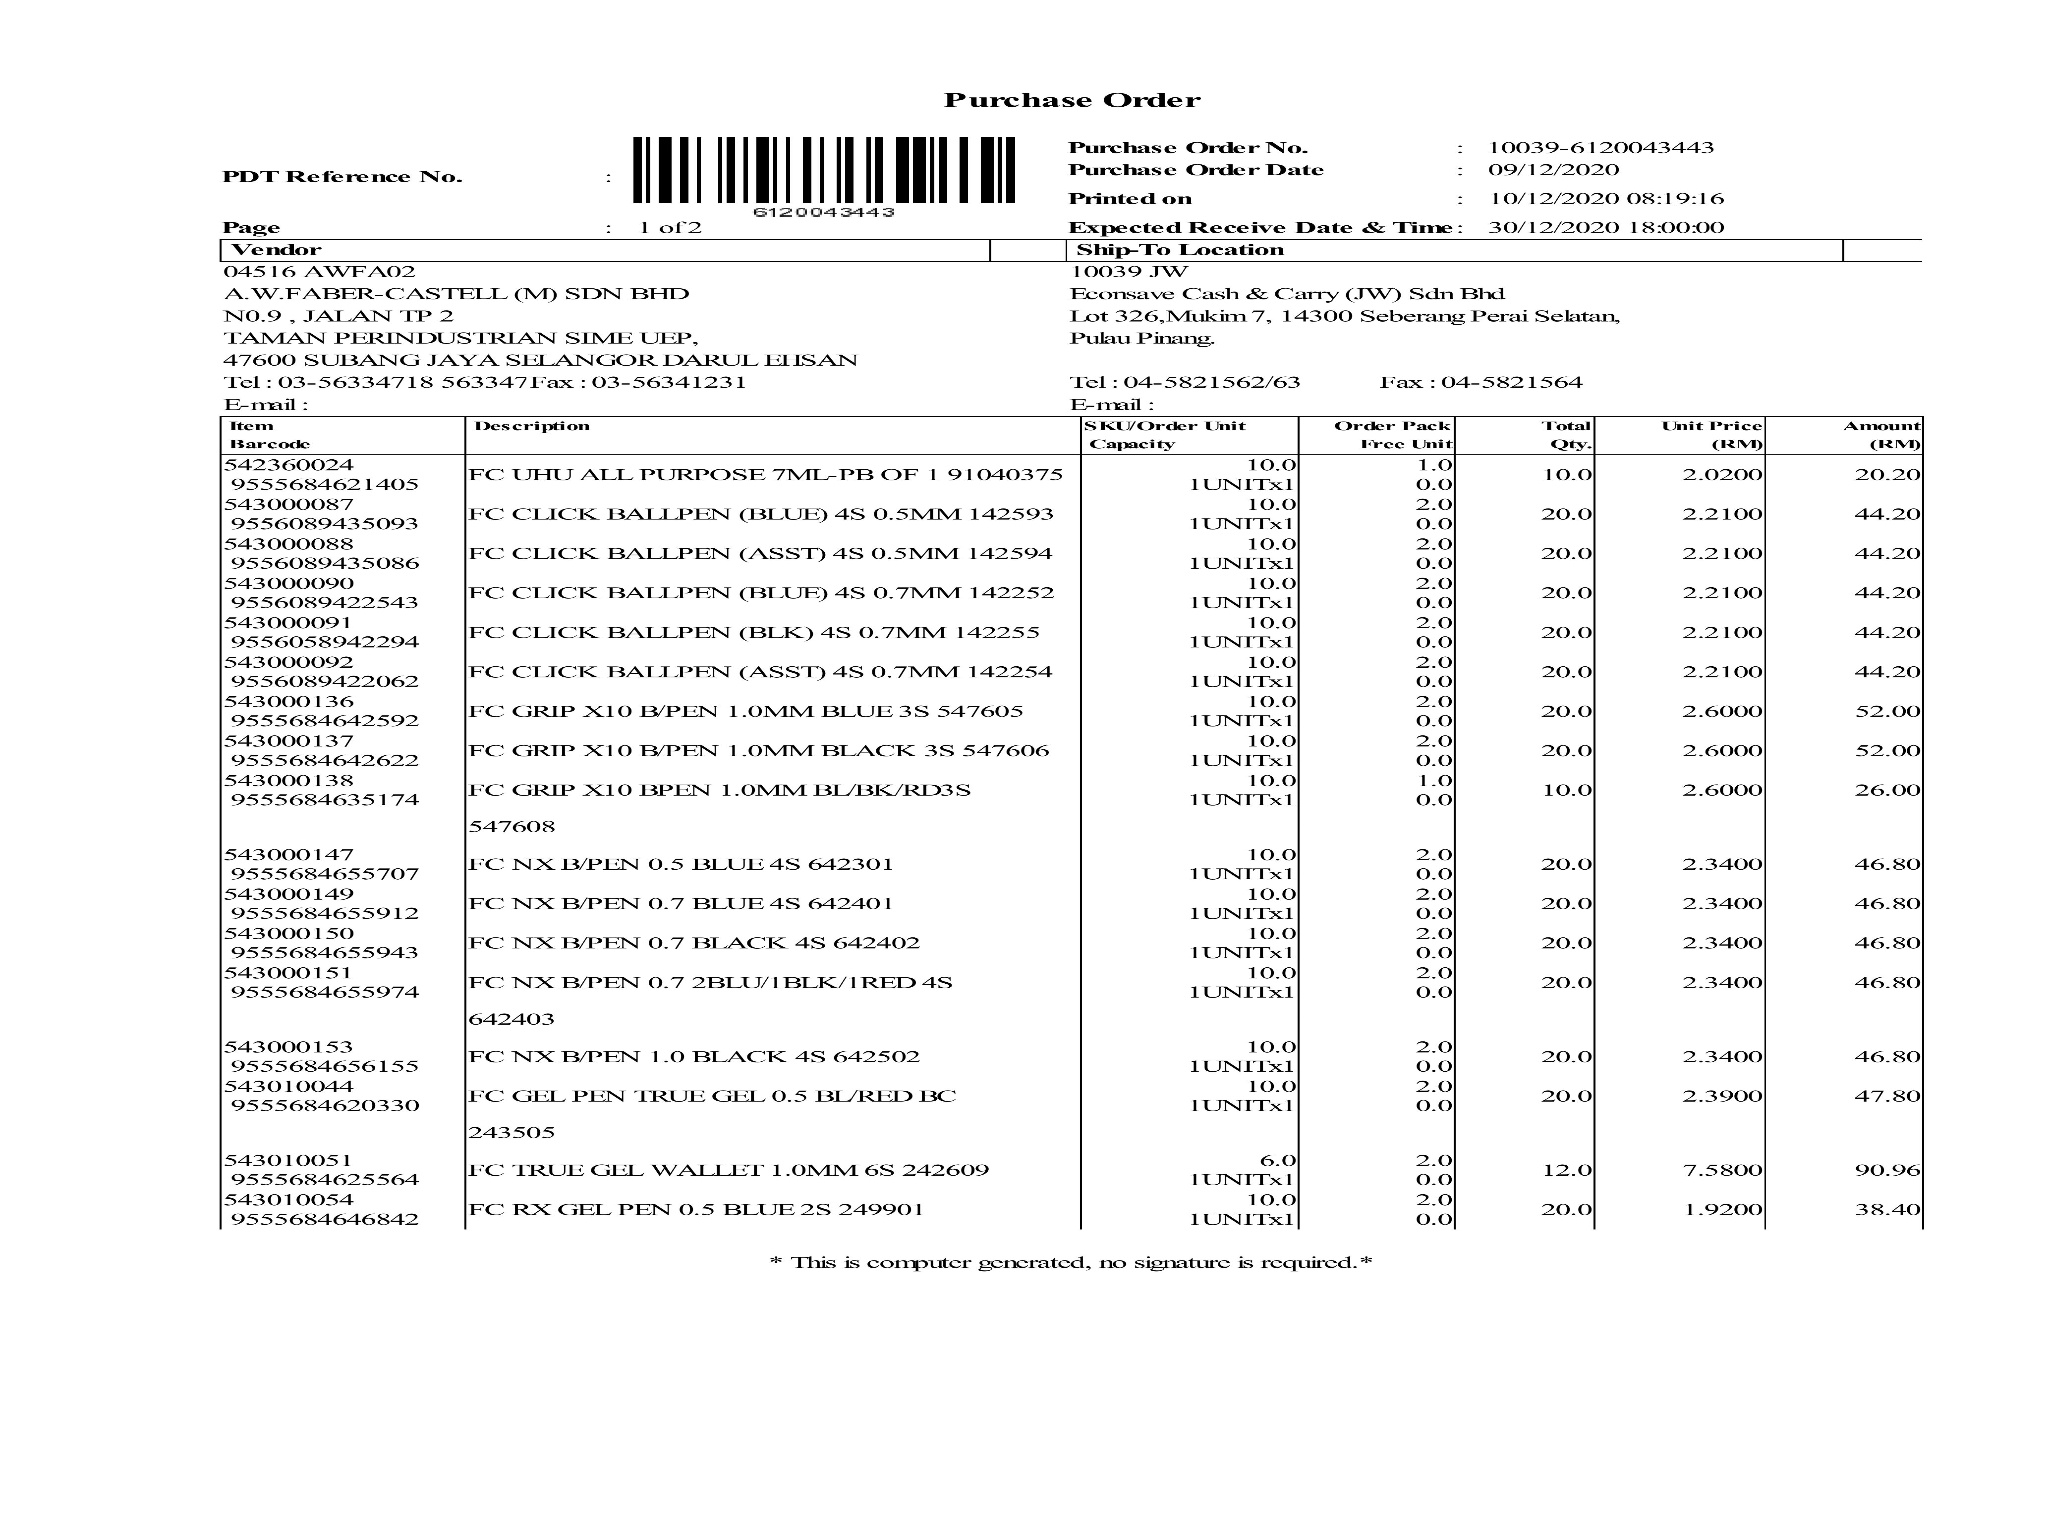 Purchase Order
PDT Reference No. :
6120043443
Page : 1 of 2
Purchase Order No. : 10039-6120043443
Purchase Order Date : 09/12/2020
Printed on : 10/12/2020 08:19:16
Expected Receive Date & Time : 30/12/2020 18:00:00
Vendor
04516 AWFA02
A.W.FABER-CASTELL (M) SDN BHD
N0.9 , JALAN TP 2
TAMAN PERINDUSTRIAN SIME UEP,
47600 SUBANG JAYA SELANGOR DARUL EHSAN
Tel : 03-56334718 563347Fax : 03-56341231
E-mail :
Ship-To Location
10039 JW
Econsave Cash & Carry (JW) Sdn Bhd
Lot 326,Mukim 7, 14300 Seberang Perai Selatan,
Pulau Pinang.
Tel : 04-5821562/63 Fax : 04-5821564
E-mail :
Item Description SKU/Order Unit Order Pack Total Unit Price Amount
Barcode Capacity Free Unit Qty. (RM) (RM)
542360024 10.0 1.0
FC UHU ALL PURPOSE 7ML-PB OF 1 91040375 10.0 2.0200 20.20
9555684621405 1UNITx1 0.0
543000087 10.0 2.0
FC CLICK BALLPEN (BLUE) 4S 0.5MM 142593 20.0 2.2100 44.20
9556089435093 1UNITx1 0.0
543000088 10.0 2.0
FC CLICK BALLPEN (ASST) 4S 0.5MM 142594 20.0 2.2100 44.20
9556089435086 1UNITx1 0.0
543000090 10.0 2.0
FC CLICK BALLPEN (BLUE) 4S 0.7MM 142252 20.0 2.2100 44.20
9556089422543 1UNITx1 0.0
543000091 10.0 2.0
FC CLICK BALLPEN (BLK) 4S 0.7MM 142255 20.0 2.2100 44.20
9556058942294 1UNITx1 0.0
543000092 10.0 2.0
FC CLICK BALLPEN (ASST) 4S 0.7MM 142254 20.0 2.2100 44.20
9556089422062 1UNITx1 0.0
543000136 10.0 2.0
FC GRIP X10 B/PEN 1.0MM BLUE 3S 547605 20.0 2.6000 52.00
9555684642592 1UNITx1 0.0
543000137 10.0 2.0
FC GRIP X10 B/PEN 1.0MM BLACK 3S 547606 20.0 2.6000 52.00
9555684642622 1UNITx1 0.0
543000138 10.0 1.0
FC GRIP X10 BPEN 1.0MM BL/BK/RD3S 10.0 2.6000 26.00
9555684635174 1UNITx1 0.0
547608
543000147 10.0 2.0
FC NX B/PEN 0.5 BLUE 4S 642301 20.0 2.3400 46.80
9555684655707 1UNITx1 0.0
543000149 10.0 2.0
FC NX B/PEN 0.7 BLUE 4S 642401 20.0 2.3400 46.80
9555684655912 1UNITx1 0.0
543000150 10.0 2.0
FC NX B/PEN 0.7 BLACK 4S 642402 20.0 2.3400 46.80
9555684655943 1UNITx1 0.0
543000151 10.0 2.0
FC NX B/PEN 0.7 2BLU/1BLK/1RED 4S 20.0 2.3400 46.80
9555684655974 1UNITx1 0.0
642403
543000153 10.0 2.0
FC NX B/PEN 1.0 BLACK 4S 642502 20.0 2.3400 46.80
9555684656155 1UNITx1 0.0
543010044 10.0 2.0
FC GEL PEN TRUE GEL 0.5 BL/RED BC 20.0 2.3900 47.80
9555684620330 1UNITx1 0.0
243505
543010051 6.0 2.0
FC TRUE GEL WALLET 1.0MM 6S 242609 12.0 7.5800 90.96
9555684625564 1UNITx1 0.0
543010054 10.0 2.0
FC RX GEL PEN 0.5 BLUE 2S 249901 20.0 1.9200 38.40
9555684646842 1UNITx1 0.0
* This is computer generated, no signature is required.*